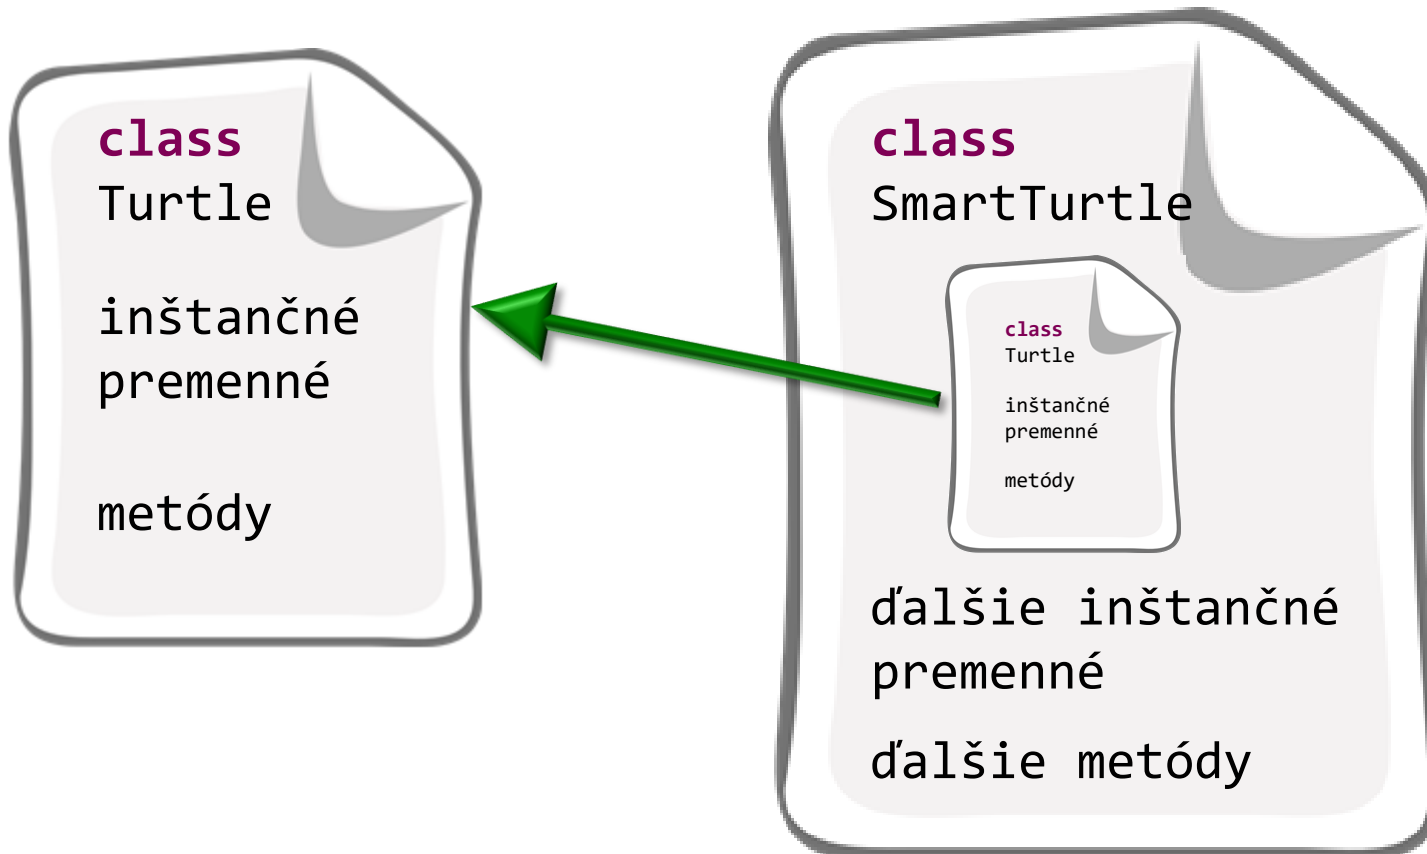 class
Turtle
inštančné
premenné
metódy
class
SmartTurtle
class
Turtle
inštančné
premenné
metódy
ďalšie inštančné
premenné
ďalšie metódy